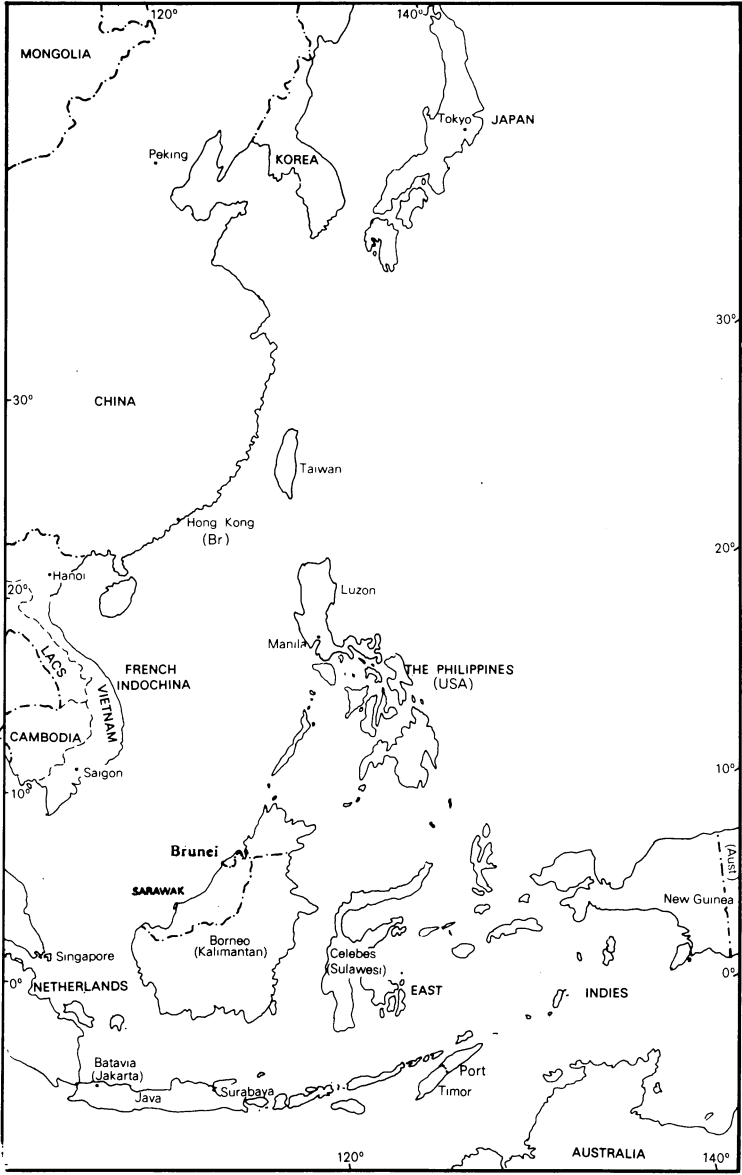 120°
140°
MONGOLIA
Tokyo
JAPAN
Peking
KOREA
30°
30°
CHINA
Taiwan
Hong Kong
(Br)
20°
Hanoi
20°
Luzon
Manila
LAOS
FRENCH
INDOCHINA
THE PHILIPPINES
(USA)
VIETNAM
CAMBODIA
Saigon
10°
10°
Brunei
(Aust)
SARAWAK
New Guinea
Borneo
(Kalimantan)
Singapore
Celebes
(Sulawesi)
0°
0°
NETHERLANDS
EAST
INDIES
Batavia
(Jakarta)
Java
Surabaya
Port
Timor
AUSTRALIA
120°
140°